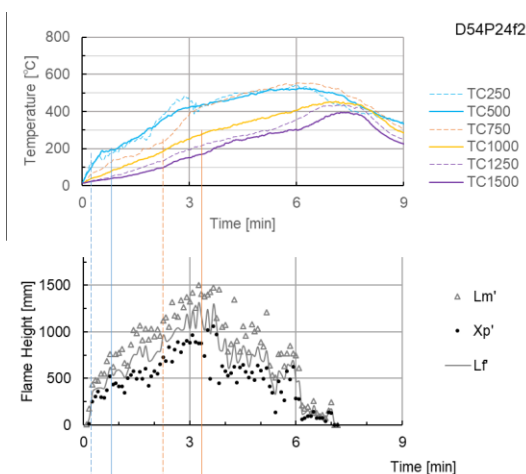 D54P24f2
Temperature [°C]
800
600
400
200
0
0
3
6
9
Time [min]
TC250
TC500
TC750
TC1000
TC1250
TC1500
Flame Height [mm]
1500
1000
500
0
0
3
6
9
Time [min]
Lm'
Xp'
Lf'